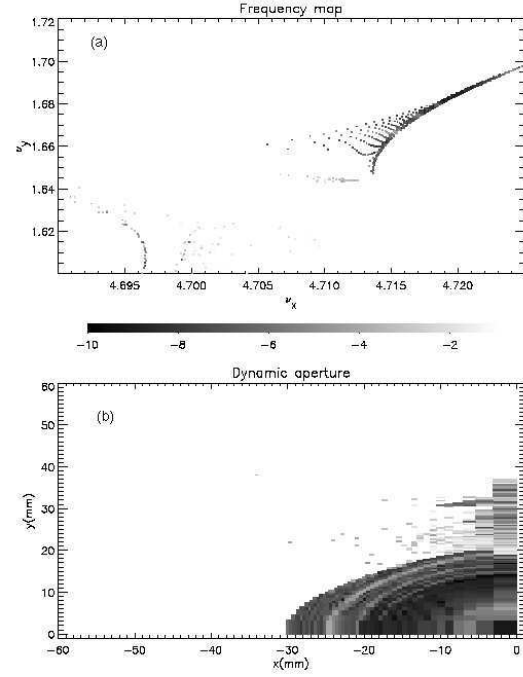 Frequency map
(a)
1.72
1.70
1.68
1.66
1.64
1.62
ν_y
4.695 4.700 4.705 4.710 4.715 4.720
ν_x
-10 -8 -6 -4 -2
Dynamic aperture
(b)
60
50
40
30
20
10
0
y(mm)
-60 -50 -40 -30 -20 -10 -0
x(mm)